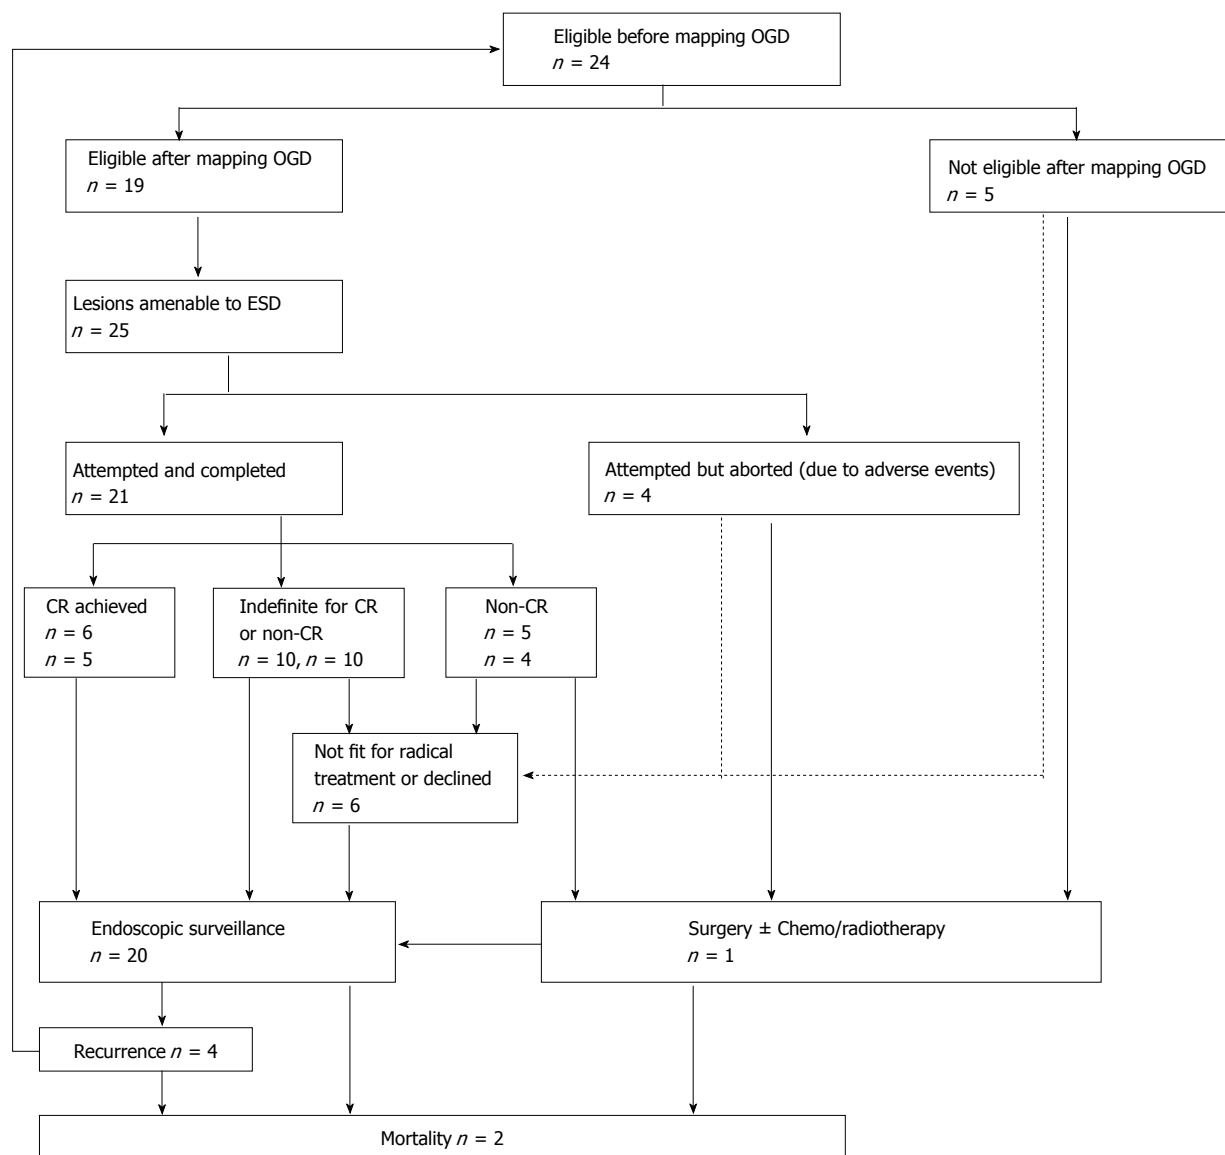 Eligible before mapping OGD
n = 24
Eligible after mapping OGD
n = 19
Not eligible after mapping OGD
n = 5
Lesions amenable to ESD
n = 25
Attempted and completed
n = 21
Attempted but aborted (due to adverse events)
n = 4
CR achieved
n = 6
n = 5
Indefinite for CR
or non-CR
n = 10, n = 10
Non-CR
n = 5
n = 4
Not fit for radical
treatment or declined
n = 6
Endoscopic surveillance
n = 20
Surgery ± Chemo/radiotherapy
n = 1
Recurrence n = 4
Mortality n = 2